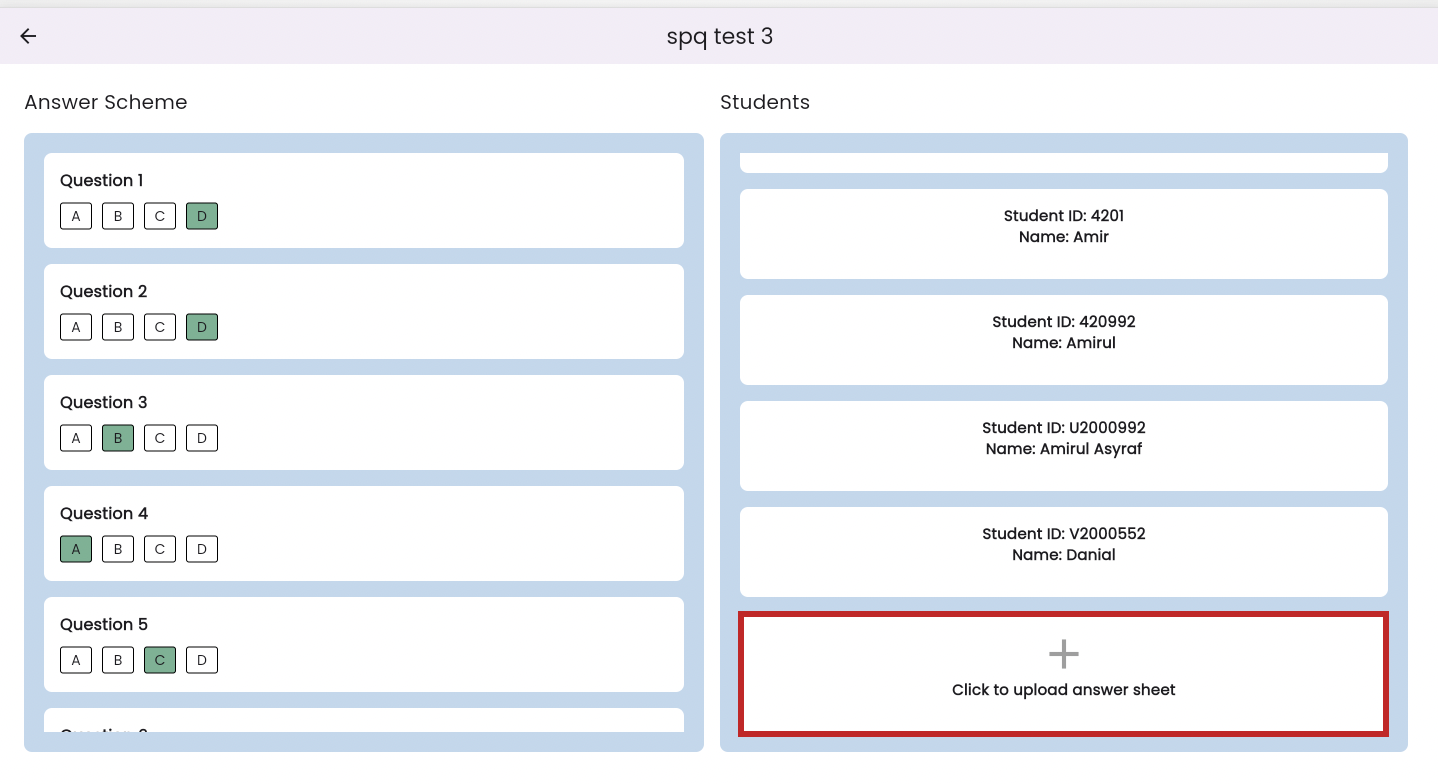 spq test 3
Answer Scheme
Question 1
A B C D
Question 2
A B C D
Question 3
A B C D
Question 4
A B C D
Question 5
A B C D
Students
Student ID: 4201
Name: Amir
Student ID: 420992
Name: Amirul
Student ID: U2000992
Name: Amirul Asyraf
Student ID: V2000552
Name: Danial
Click to upload answer sheet